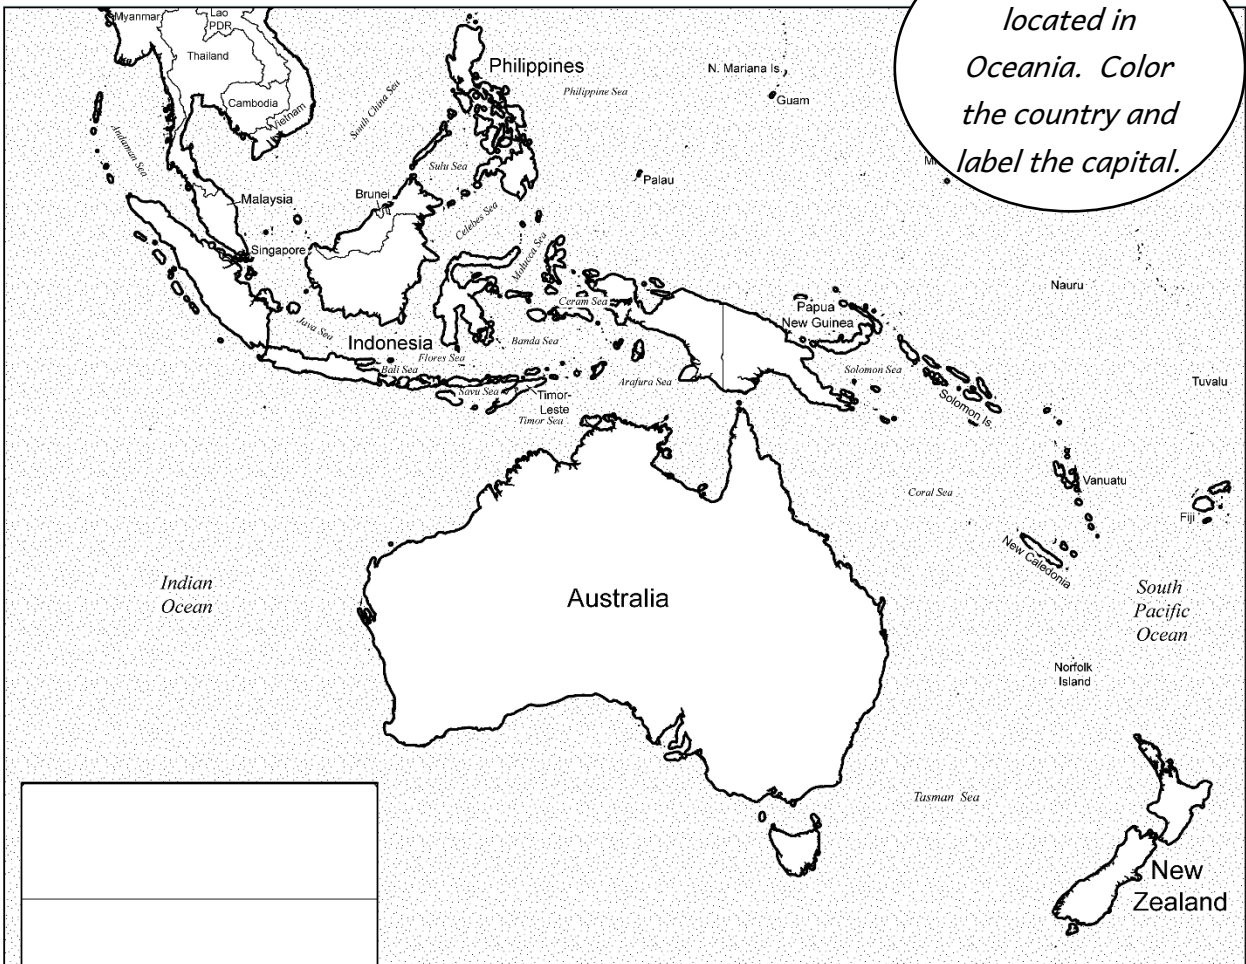 located in
Oceania. Color
the country and
label the capital.
Myanmar
Lao
PDR
Thailand
Cambodia
Vietnam
Andaman Sea
South China Sea
Philippines
Philippine Sea
N. Mariana Is.
Guam
Sulu Sea
Palau
Malaysia
Brunei
Celebes Sea
Singapore
Molucca Sea
Nauru
Ceram Sea
Papua
New Guinea
Java Sea
Indonesia
Banda Sea
Flores Sea
Bali Sea
Solomon Sea
Arafura Sea
Tuvalu
Savu Sea
Timor-
Leste
Timor Sea
Solomon Is.
Coral Sea
Vanuatu
Fiji
New Caledonia
Indian
Ocean
Australia
South
Pacific
Ocean
Norfolk
Island
Tasman Sea
New
Zealand